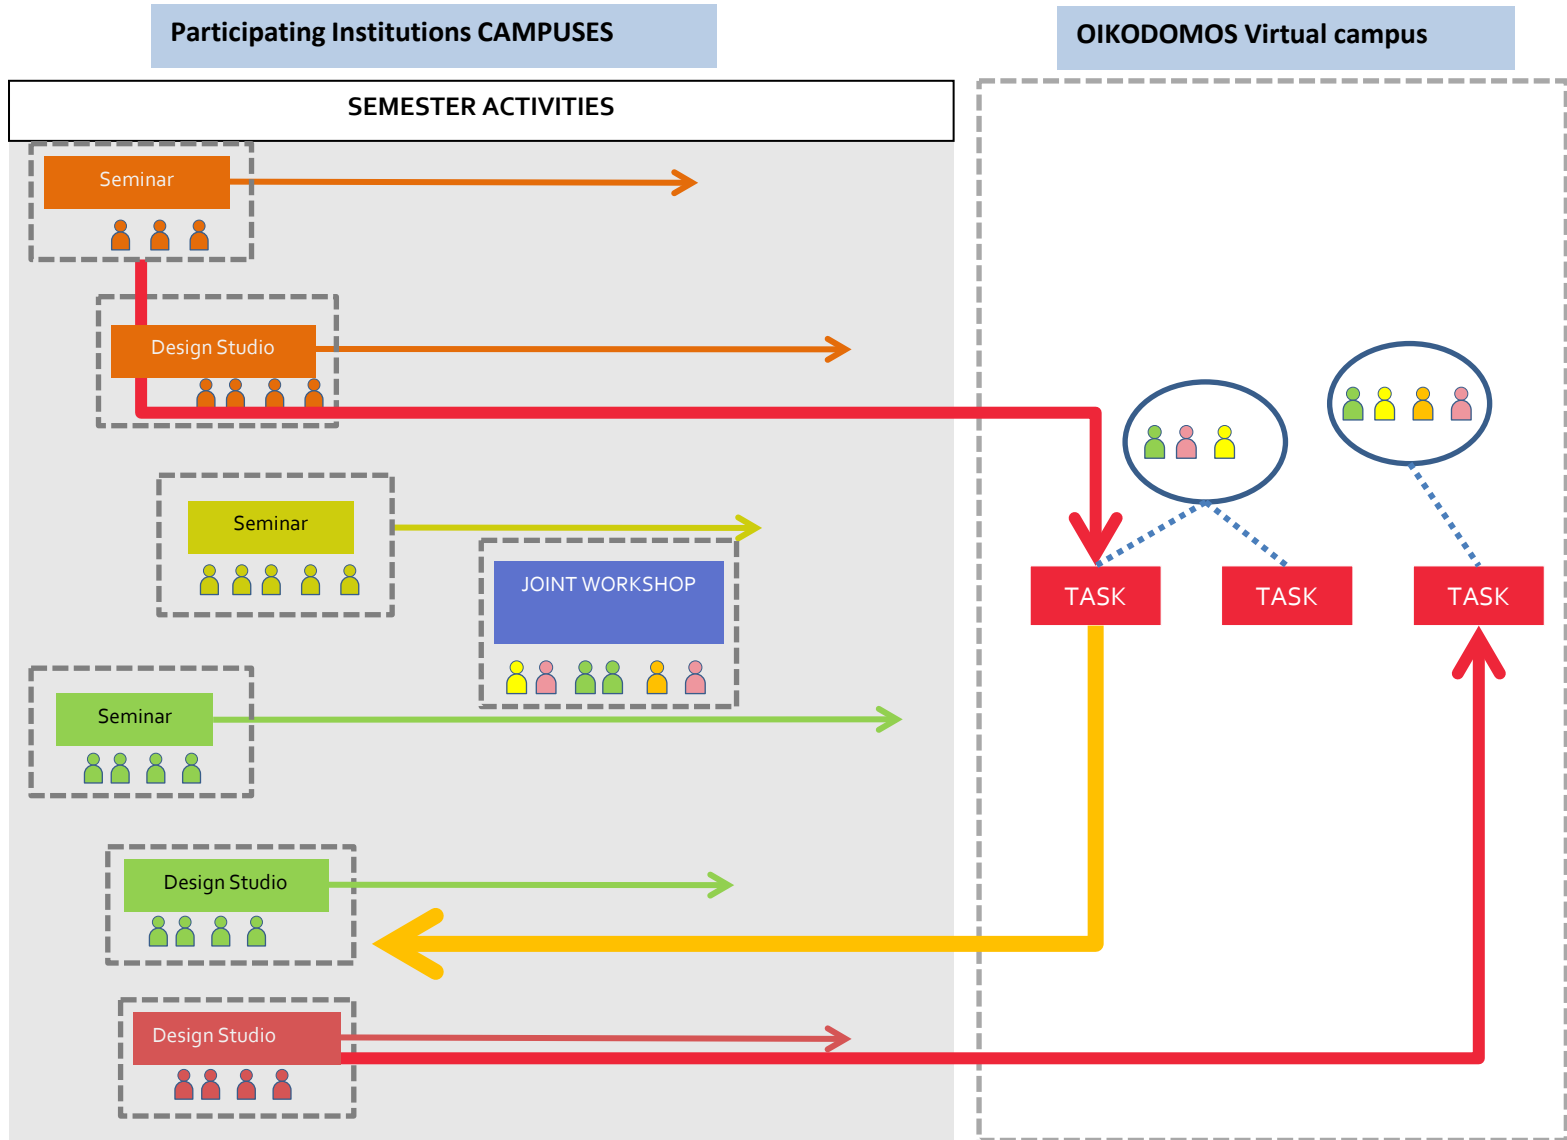 Participating Institutions CAMPUSES
OIKODOMOS Virtual campus
SEMESTER ACTIVITIES
Seminar
Design Studio
Seminar
JOINT WORKSHOP
TASK
TASK
TASK
Seminar
Design Studio
Design Studio